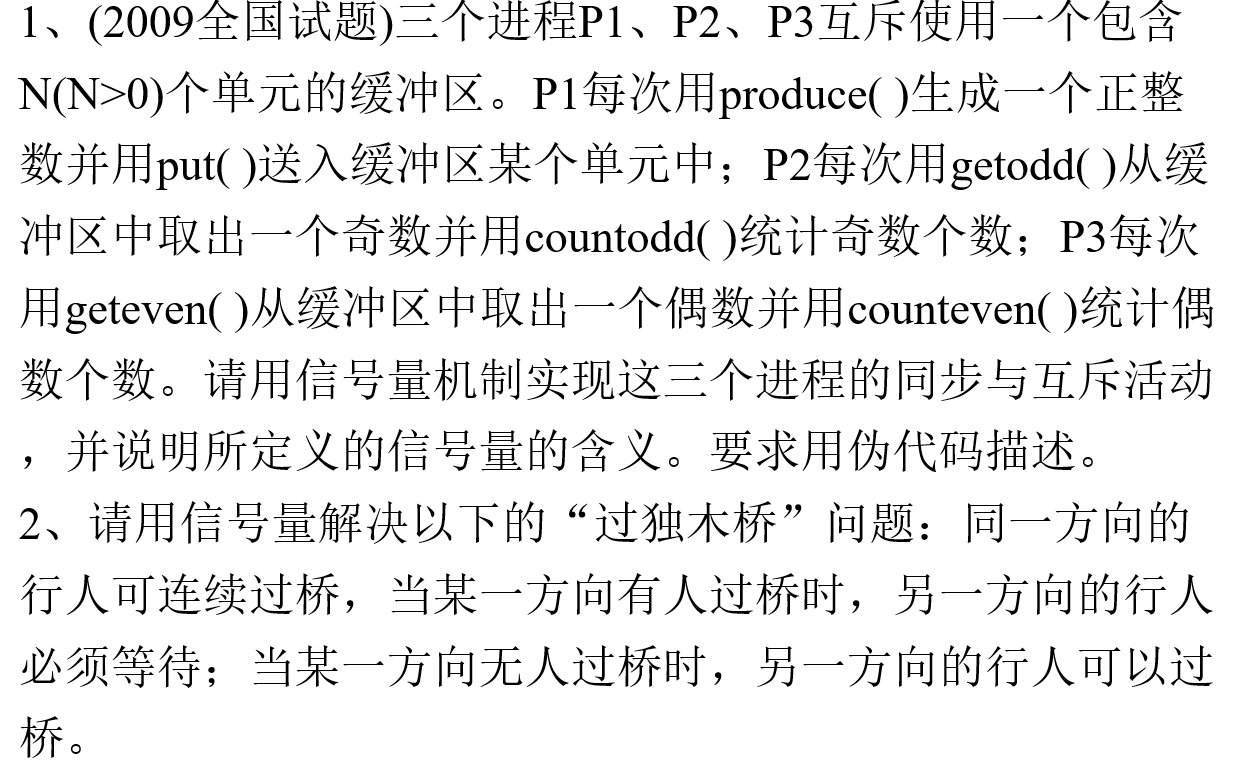 1、(2009全国试题)三个进程P1、P2、P3互斥使用一个包含
N(N>0)个单元的缓冲区。P1每次用produce( )生成一个正整
数并用put( )送入缓冲区某个单元中；P2每次用getodd( )从缓
冲区中取出一个奇数并用countodd( )统计奇数个数；P3每次
用geteven( )从缓冲区中取出一个偶数并用counteven( )统计偶
数个数。请用信号量机制实现这三个进程的同步与互斥活动
，并说明所定义的信号量的含义。要求用伪代码描述。
2、请用信号量解决以下的“过独木桥”问题：同一方向的
行人可连续过桥，当某一方向有人过桥时，另一方向的行人
必须等待；当某一方向无人过桥时，另一方向的行人可以过
桥。